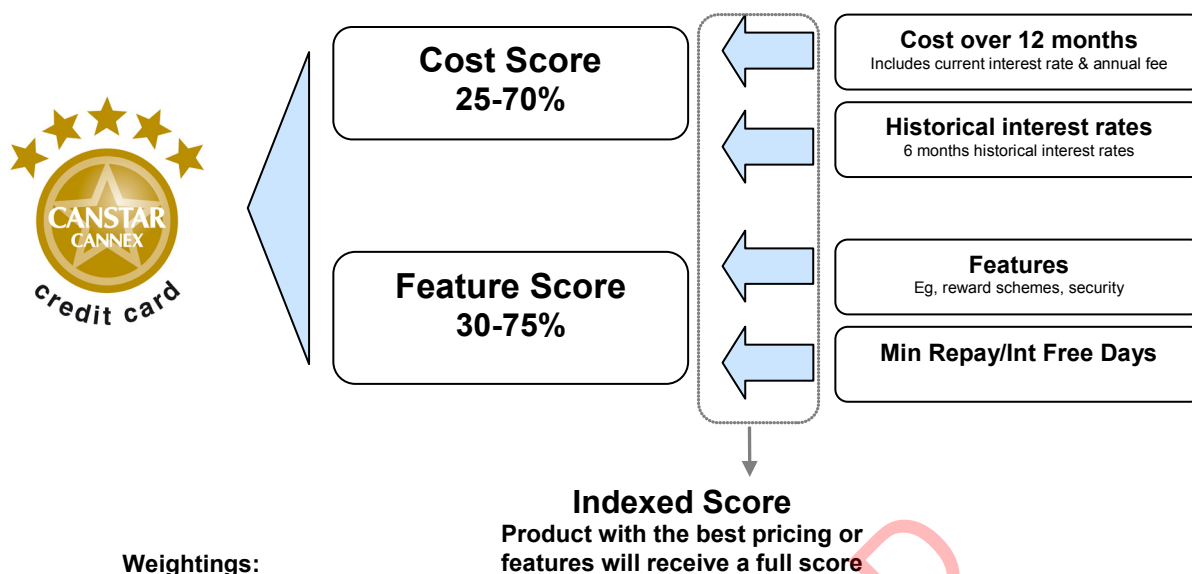 CANSTAR
CANNEX
credit card
Cost Score
25-70%
Feature Score
30-75%
Cost over 12 months
Includes current interest rate & annual fee
Historical interest rates
6 months historical interest rates
Features
Eg, reward schemes, security
Min Repay/Int Free Days
Indexed Score
Product with the best pricing or
features will receive a full score
Weightings: